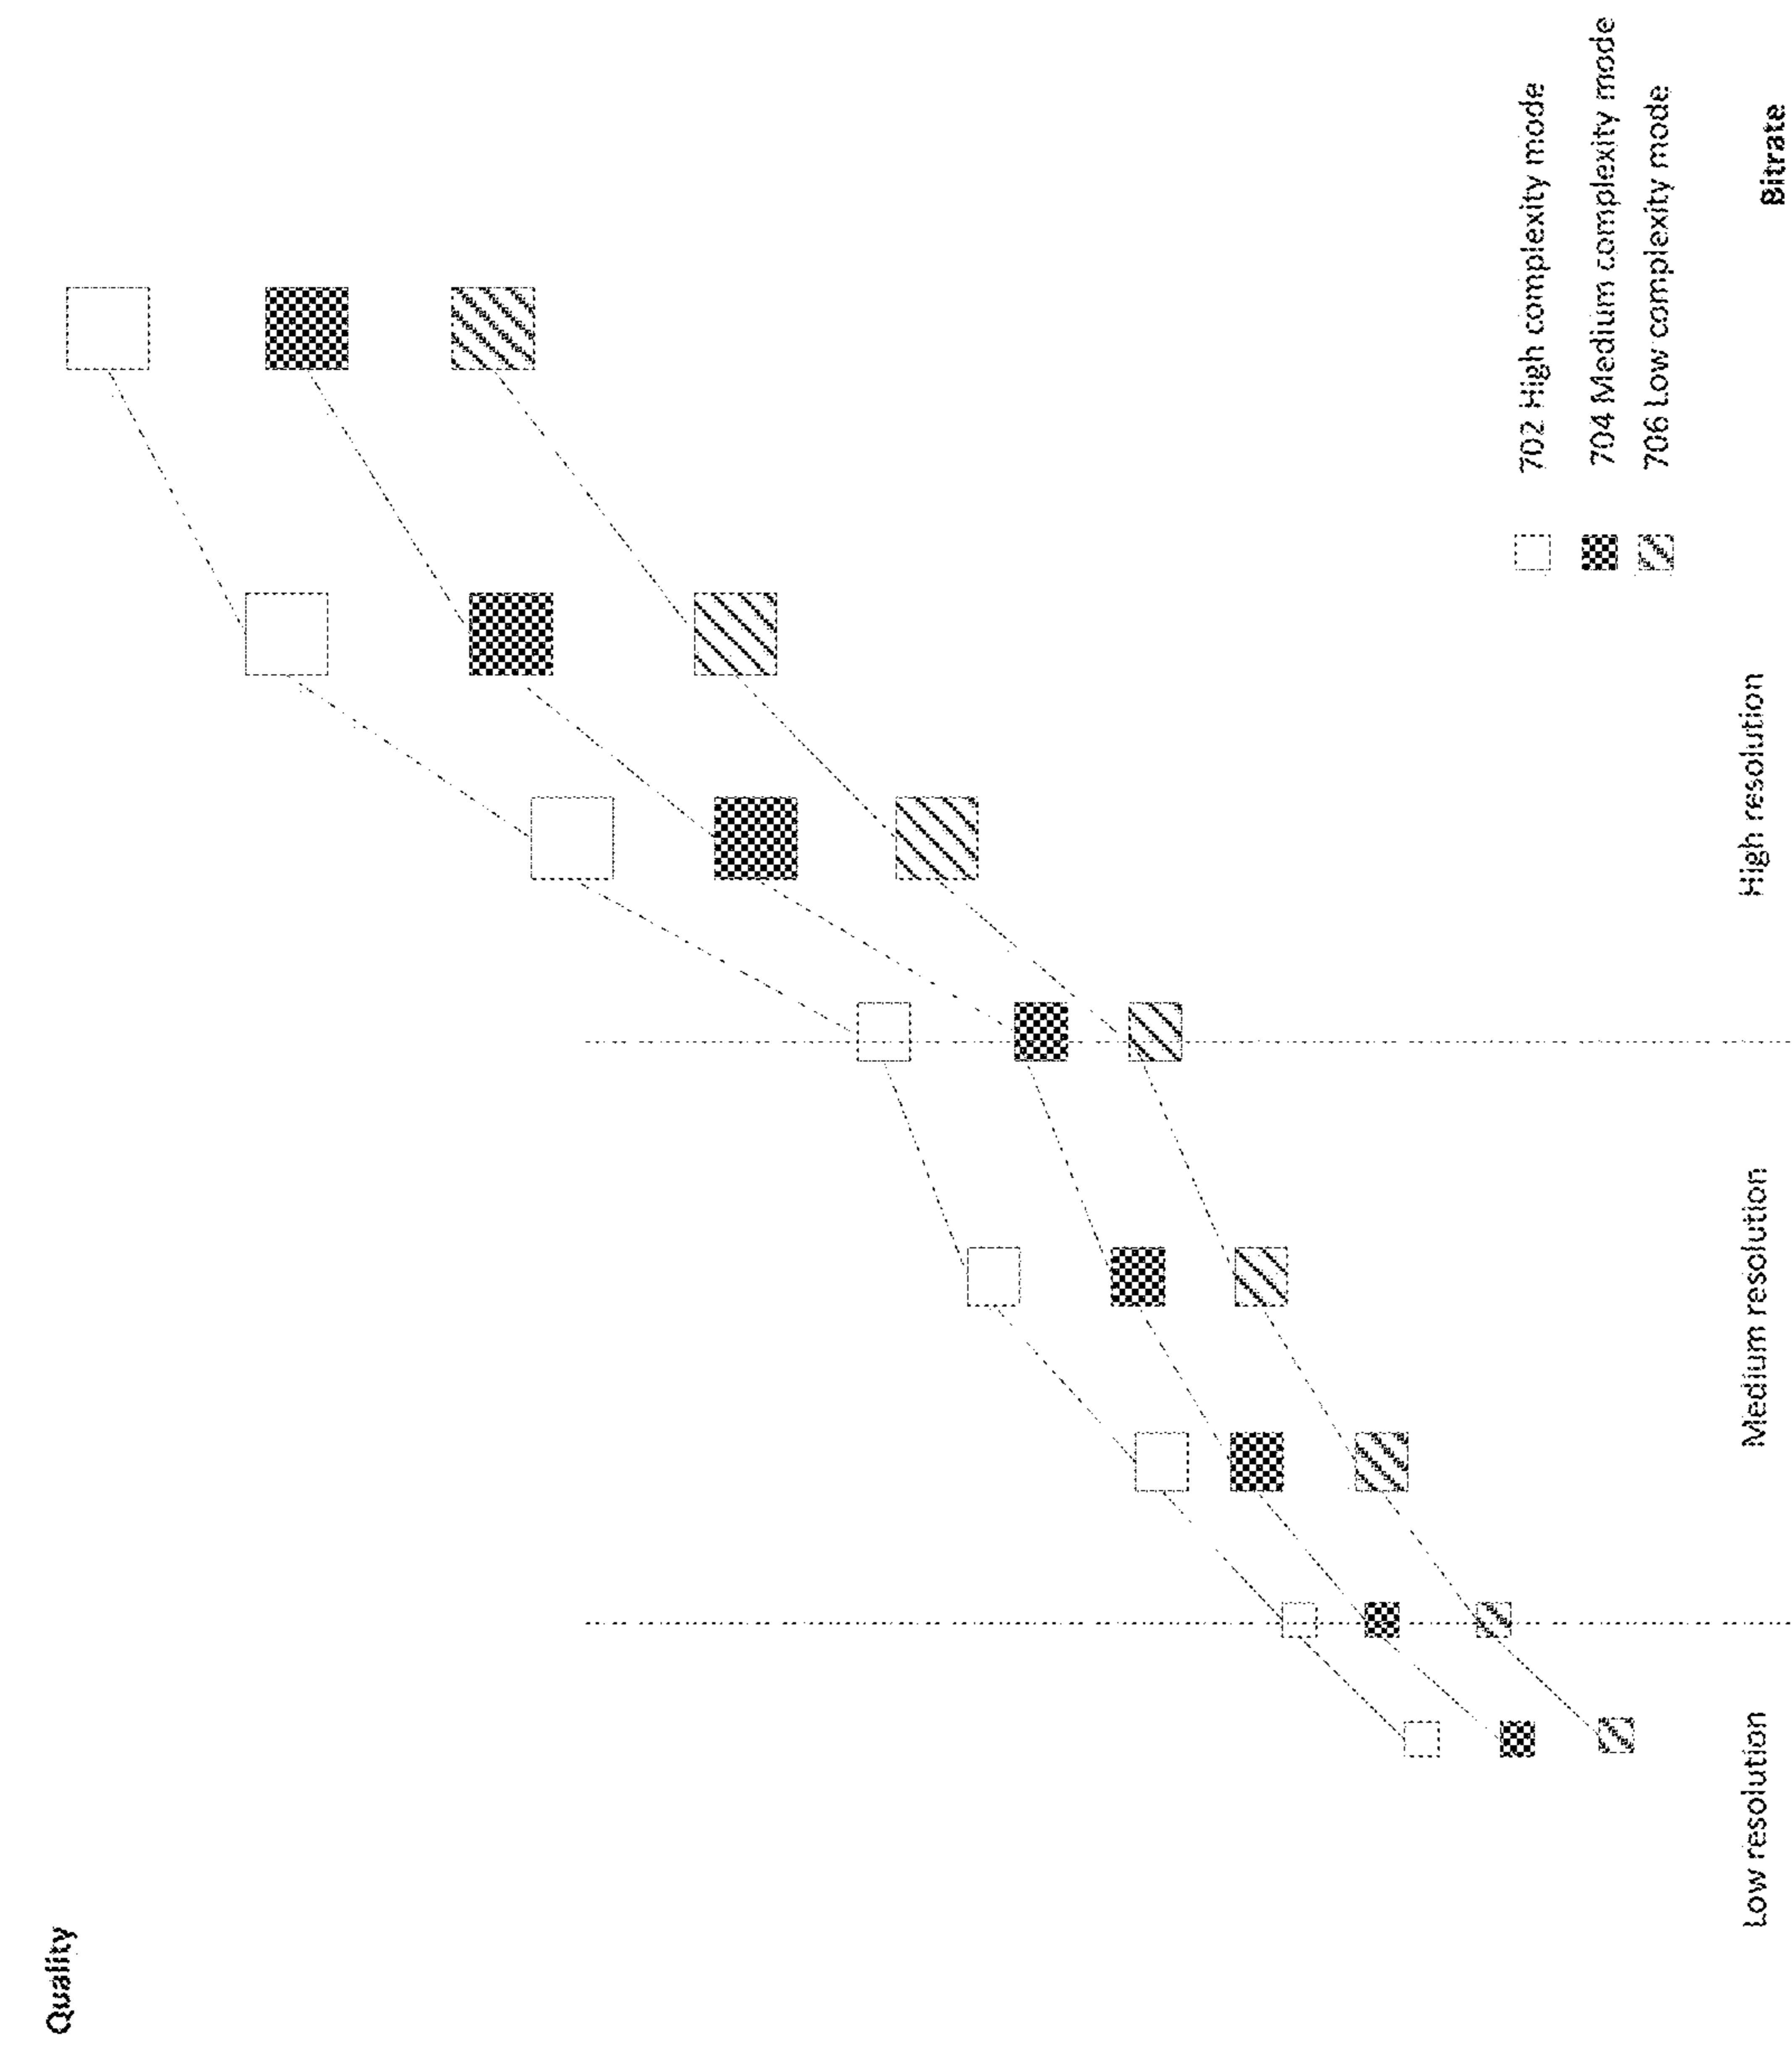 Quality
702 High complexity mode
704 Medium complexity mode
706 Low complexity mode
Low resolution
Medium resolution
High resolution
Bitrate